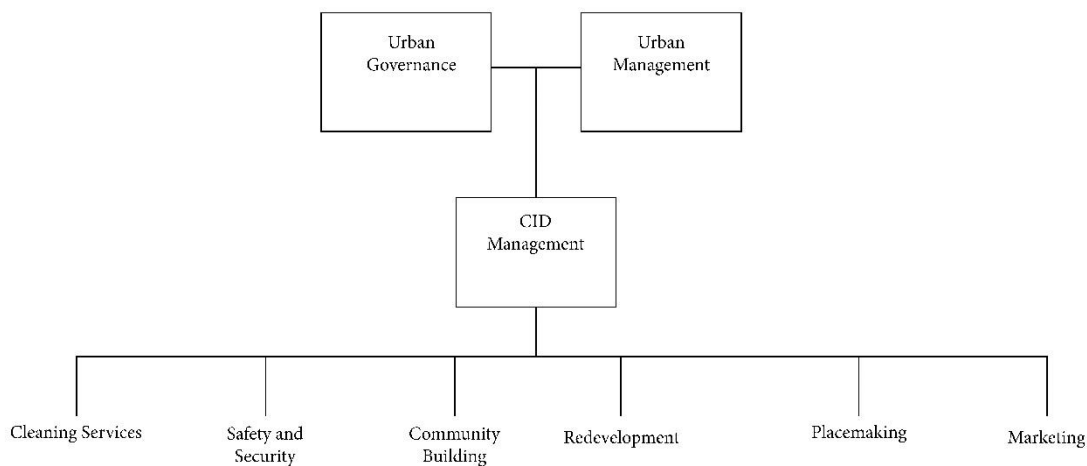 Urban
Governance
Urban
Management
CID
Management
Cleaning Services
Safety and
Security
Community
Building
Redevelopment
Placemaking
Marketing